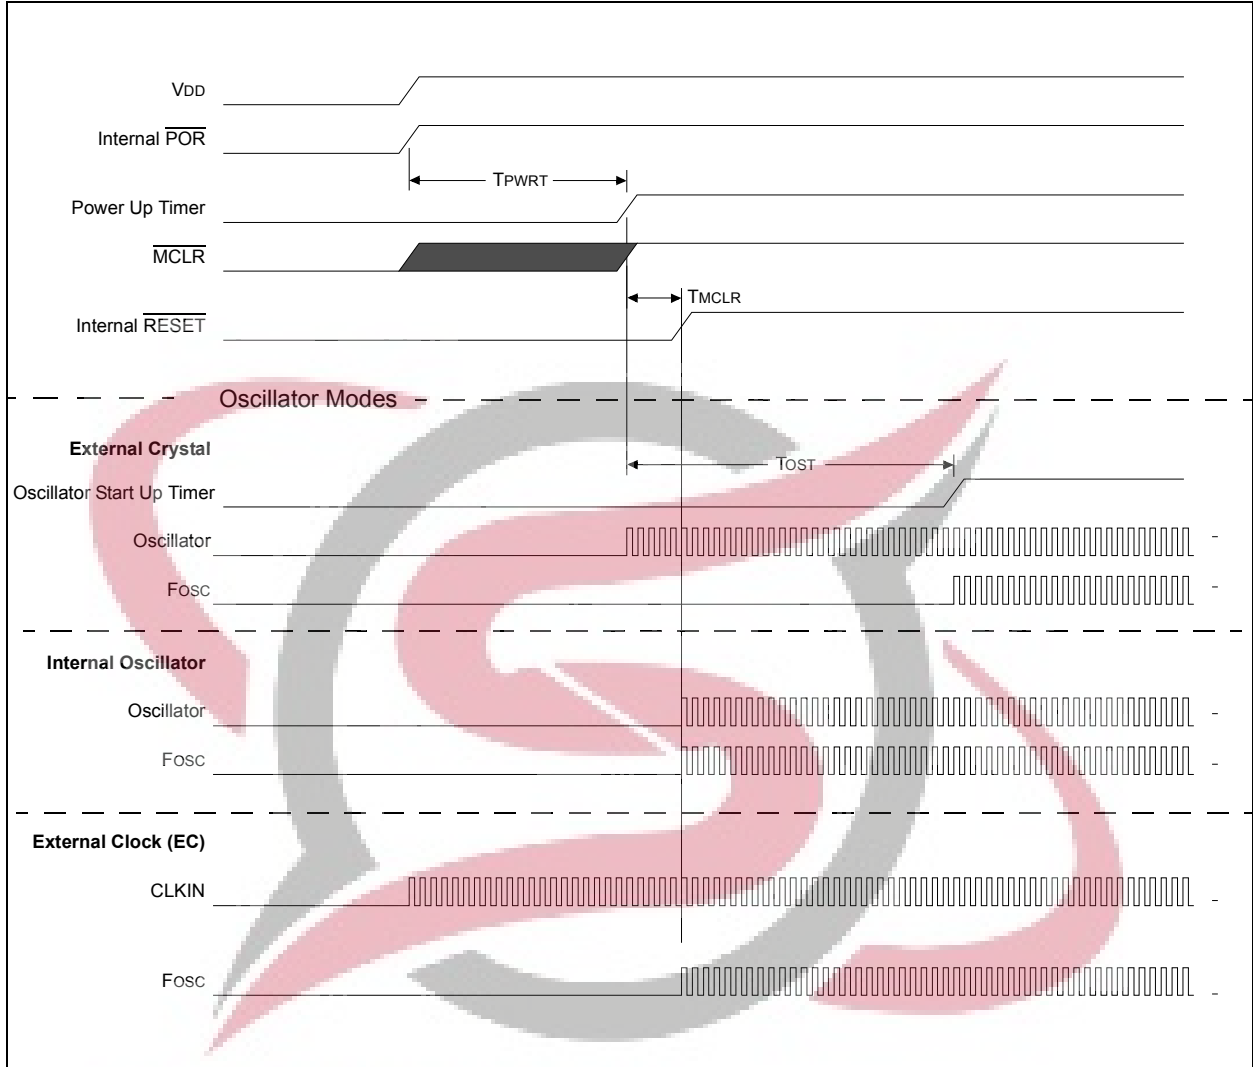 VDD
Internal POR
TPWRT
Power Up Timer
MCLR
TMCLR
Internal RESET
Oscillator Modes
External Crystal
TOST
Oscillator Start Up Timer
Oscillator
FOSC
Internal Oscillator
Oscillator
FOSC
External Clock (EC)
CLKIN
FOSC